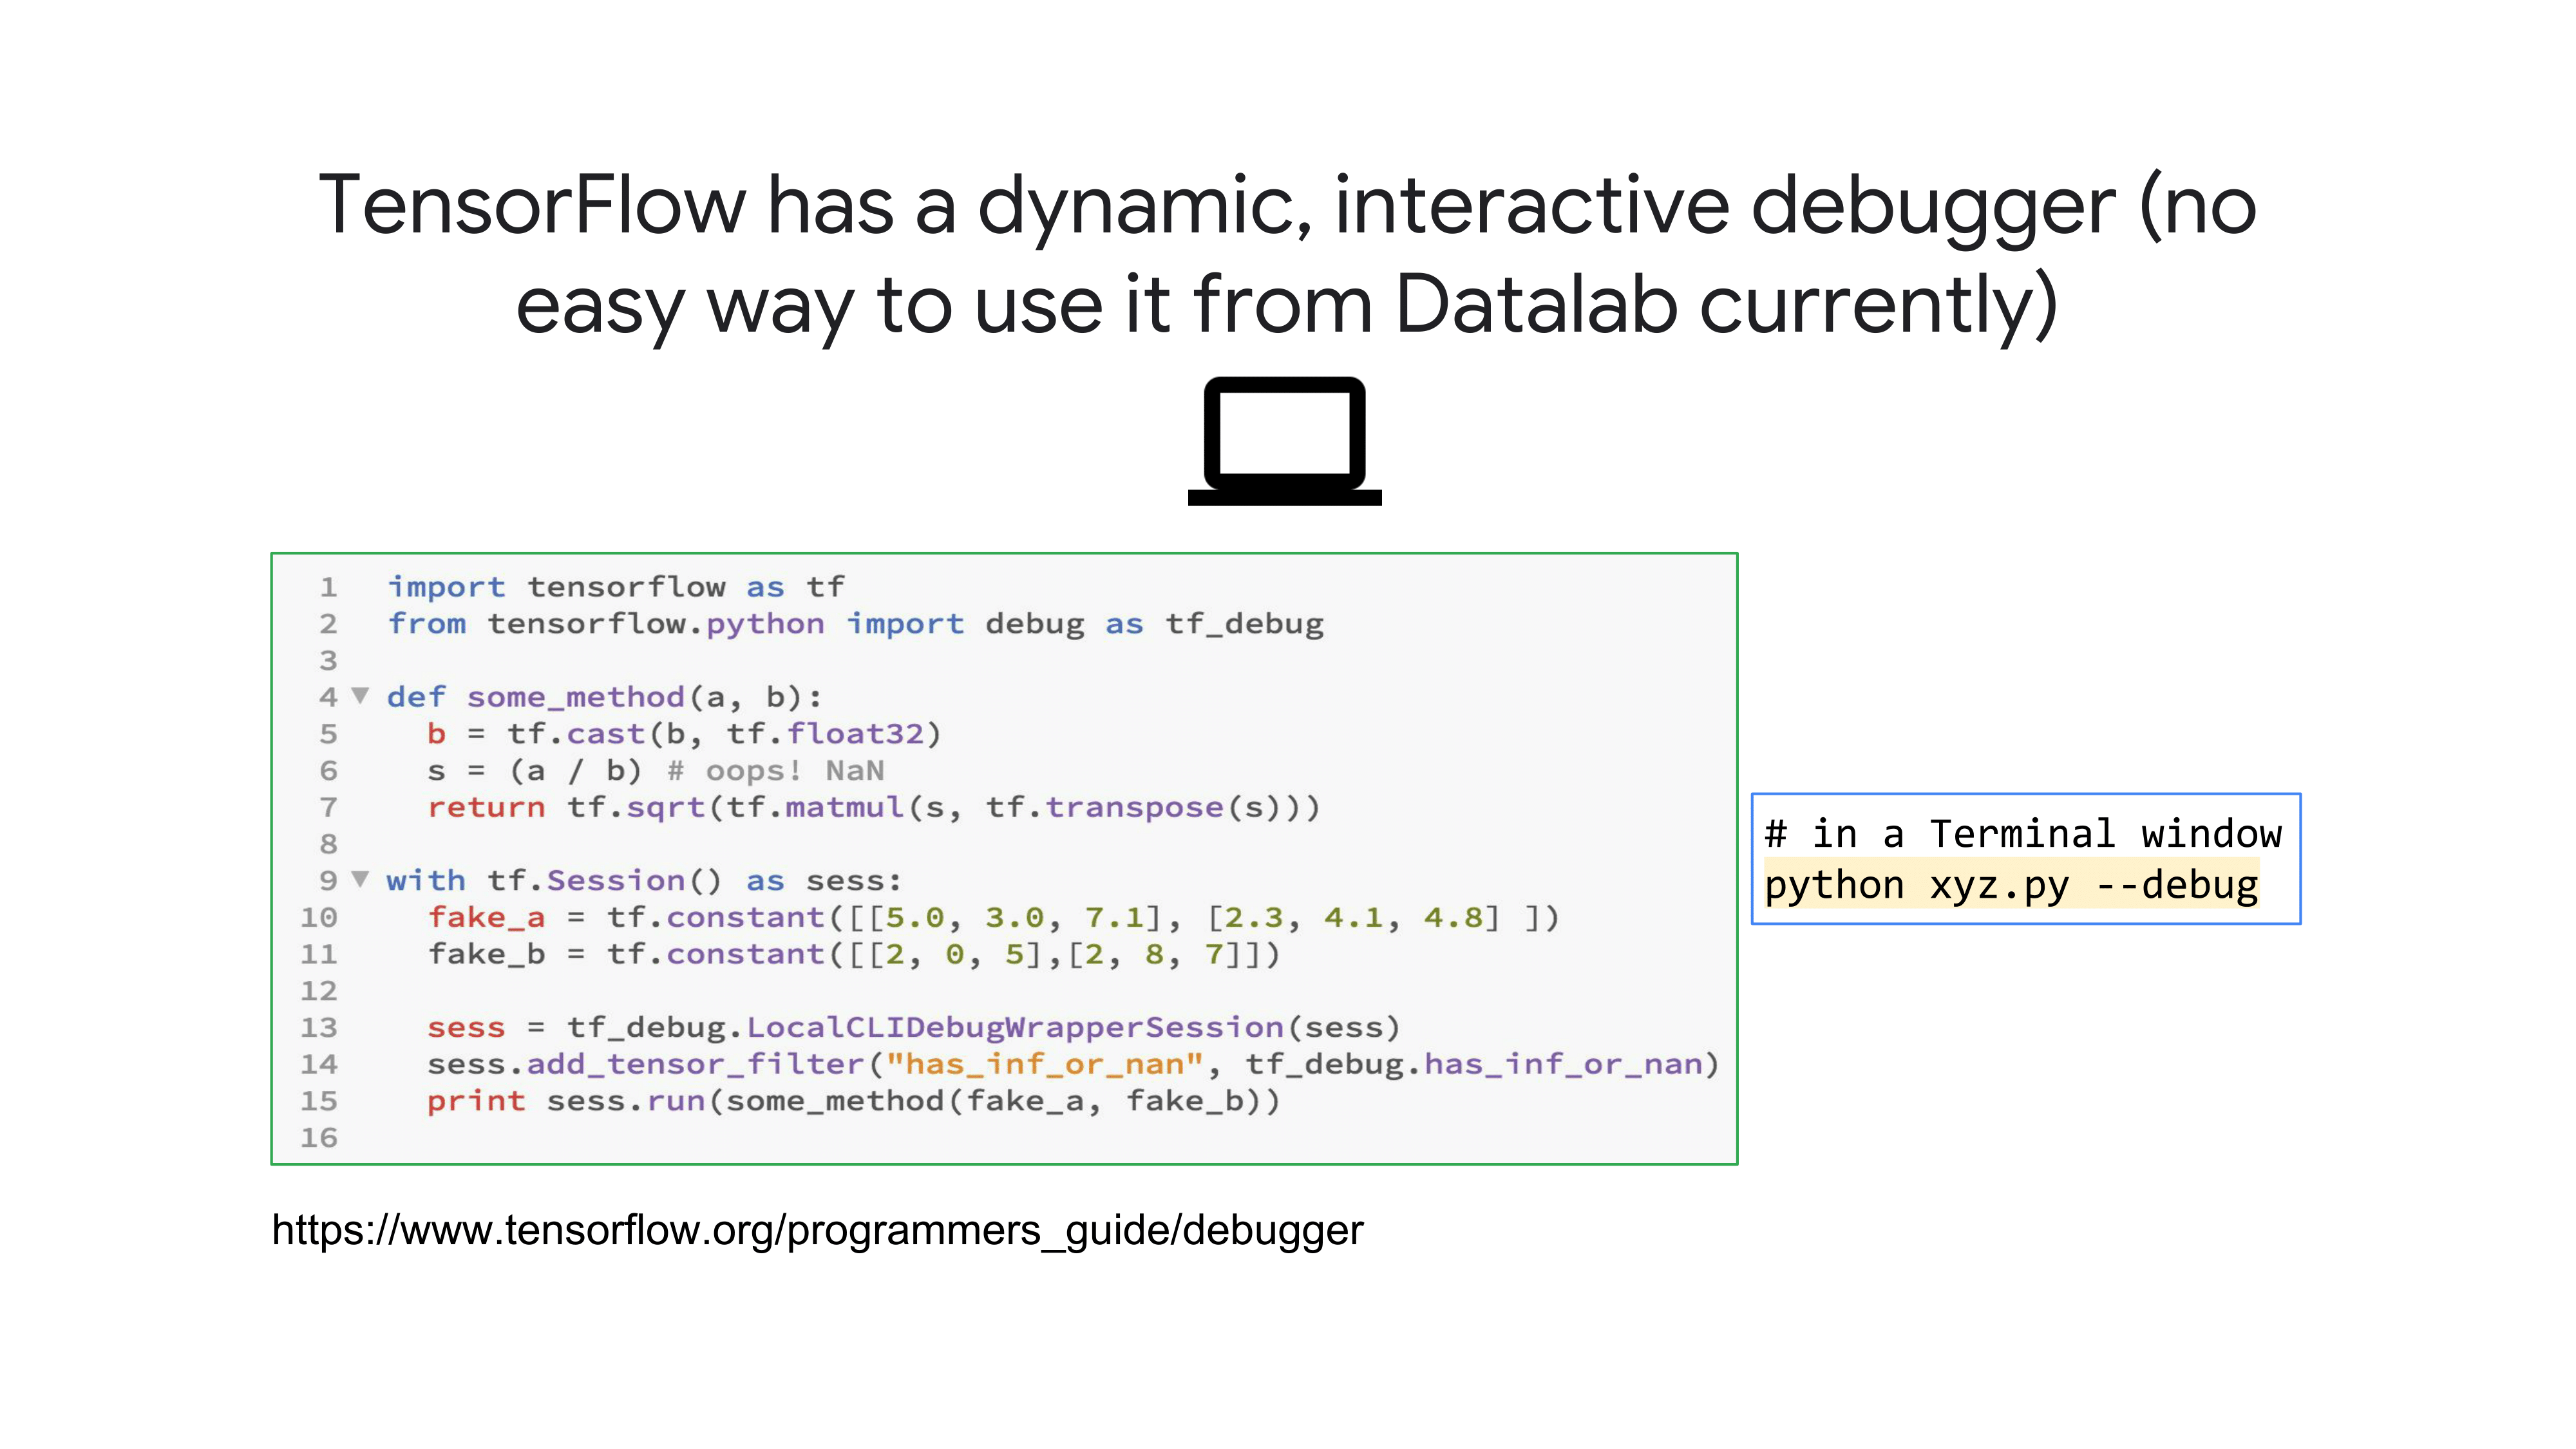 TensorFlow has a dynamic, interactive debugger (no
easy way to use it from Datalab currently)
1 import tensorflow as tf
2 from tensorflow.python import debug as tf_debug
3
4 ▼ def some_method(a, b):
5   b = tf.cast(b, tf.float32)
6   s = (a / b) # oops! NaN
7   return tf.sqrt(tf.matmul(s, tf.transpose(s)))
8
9 ▼ with tf.Session() as sess:
10   fake_a = tf.constant([[5.0, 3.0, 7.1], [2.3, 4.1, 4.8] ])
11   fake_b = tf.constant([[2, 0, 5],[2, 8, 7]])
12
13   sess = tf_debug.LocalCLIDebugWrapperSession(sess)
14   sess.add_tensor_filter("has_inf_or_nan", tf_debug.has_inf_or_nan)
15   print sess.run(some_method(fake_a, fake_b))
16
# in a Terminal window
python xyz.py --debug
https://www.tensorflow.org/programmers_guide/debugger